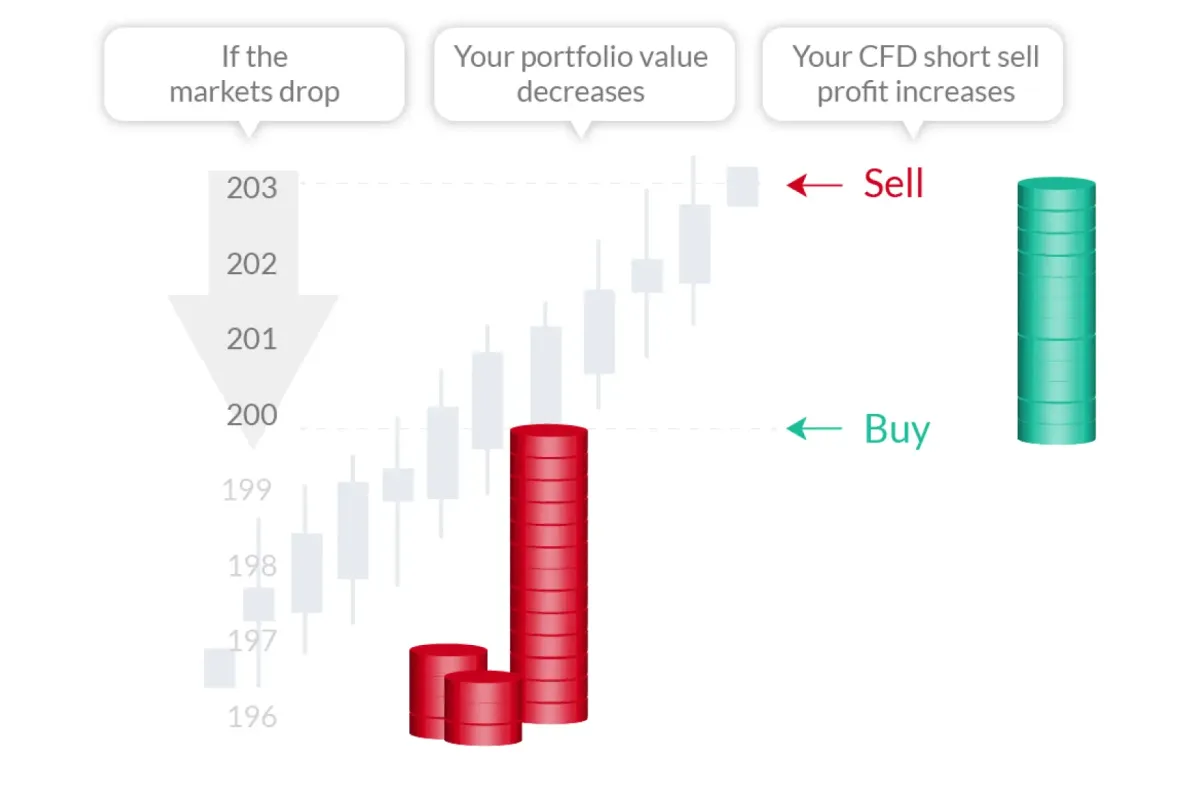 If the
markets drop
Your portfolio value
decreases
Your CFD short sell
profit increases
203
Sell
202
201
200
Buy
199
198
197
196